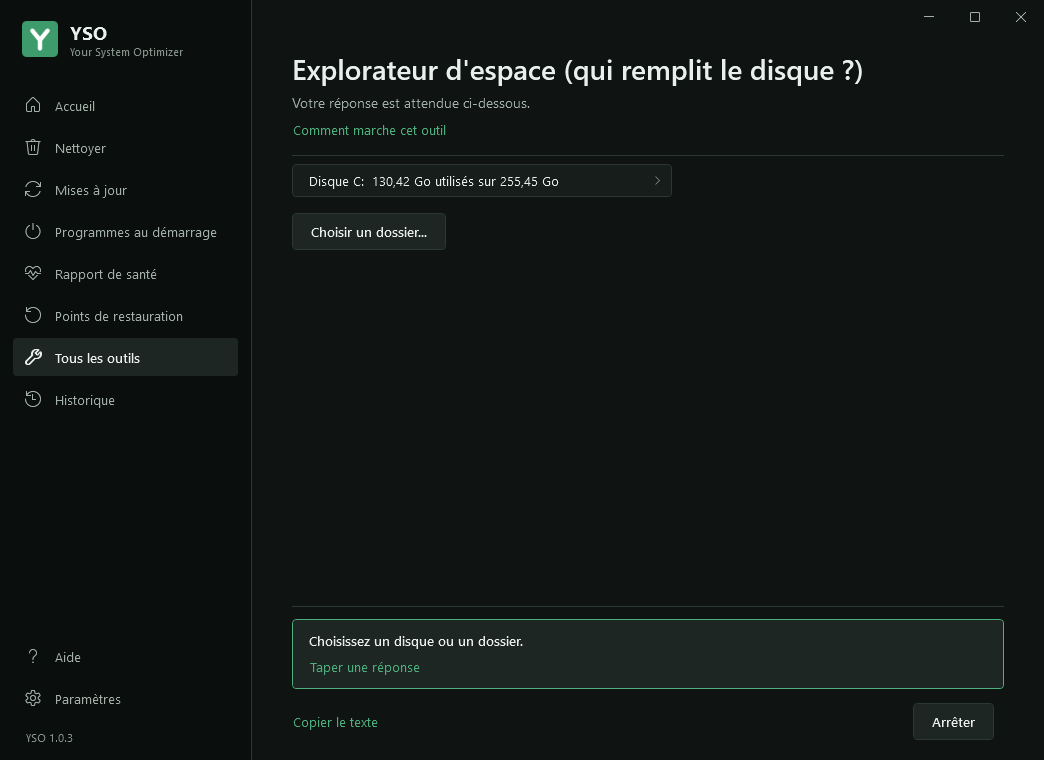 Y
YSO
Your System Optimizer
Accueil
Nettoyer
Mises à jour
Programmes au démarrage
Rapport de santé
Points de restauration
Tous les outils
Historique
Aide
Paramètres
YSO 1.0.3
Explorateur d'espace (qui remplit le disque ?)
Votre réponse est attendue ci-dessous.
Comment marche cet outil
Disque C: 130,42 Go utilisés sur 255,45 Go
Choisir un dossier...
Choisissez un disque ou un dossier.
Taper une réponse
Copier le texte
Arrêter